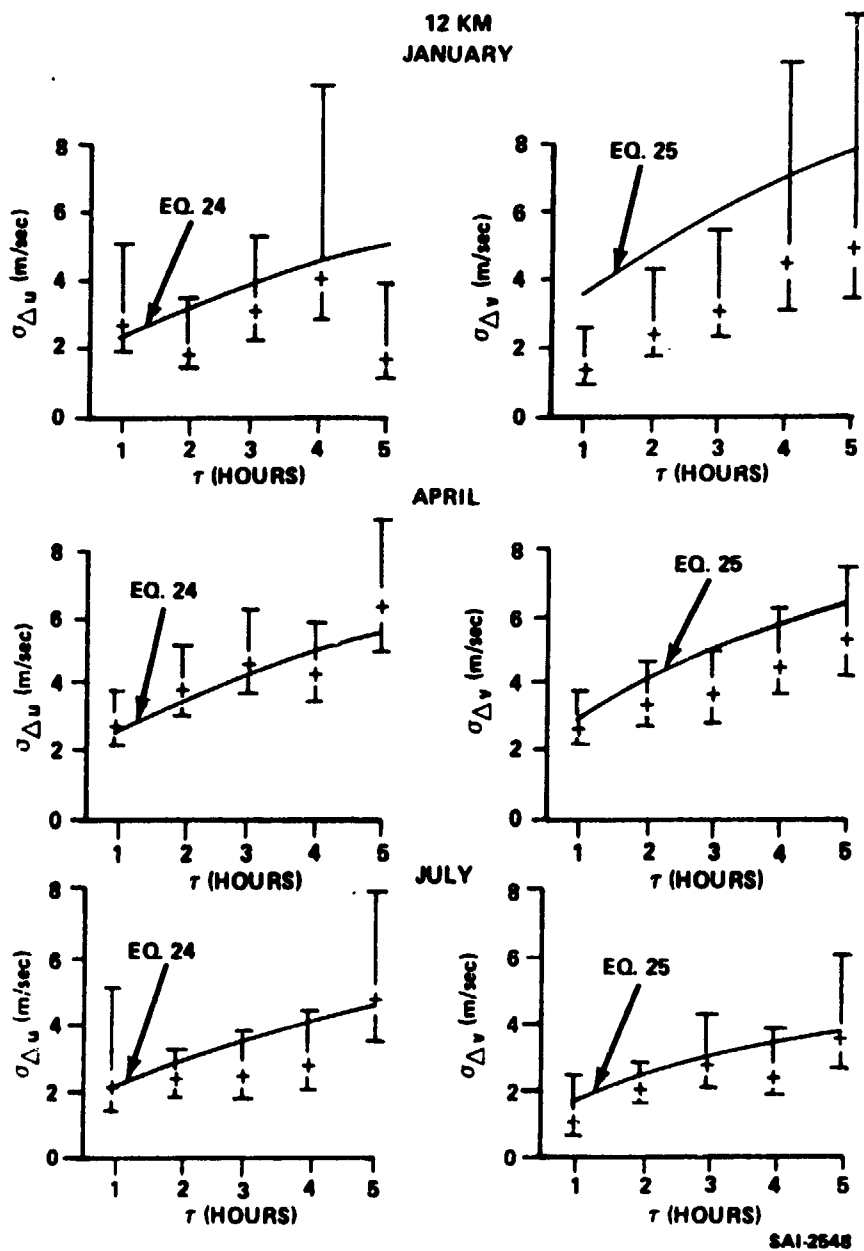 12 KM
JANUARY
σΔu (m/sec)
8
6
4
2
0
EQ. 24
1 2 3 4 5
τ (HOURS)
σΔv (m/sec)
8
6
4
2
0
EQ. 25
1 2 3 4 5
τ (HOURS)
APRIL
σΔu (m/sec)
8
6
4
2
0
EQ. 24
1 2 3 4 5
τ (HOURS)
σΔv (m/sec)
8
6
4
2
0
EQ. 25
1 2 3 4 5
τ (HOURS)
JULY
σΔu (m/sec)
8
6
4
2
0
EQ. 24
1 2 3 4 5
τ (HOURS)
σΔv (m/sec)
8
6
4
2
0
EQ. 25
1 2 3 4 5
τ (HOURS)
SAI-2548